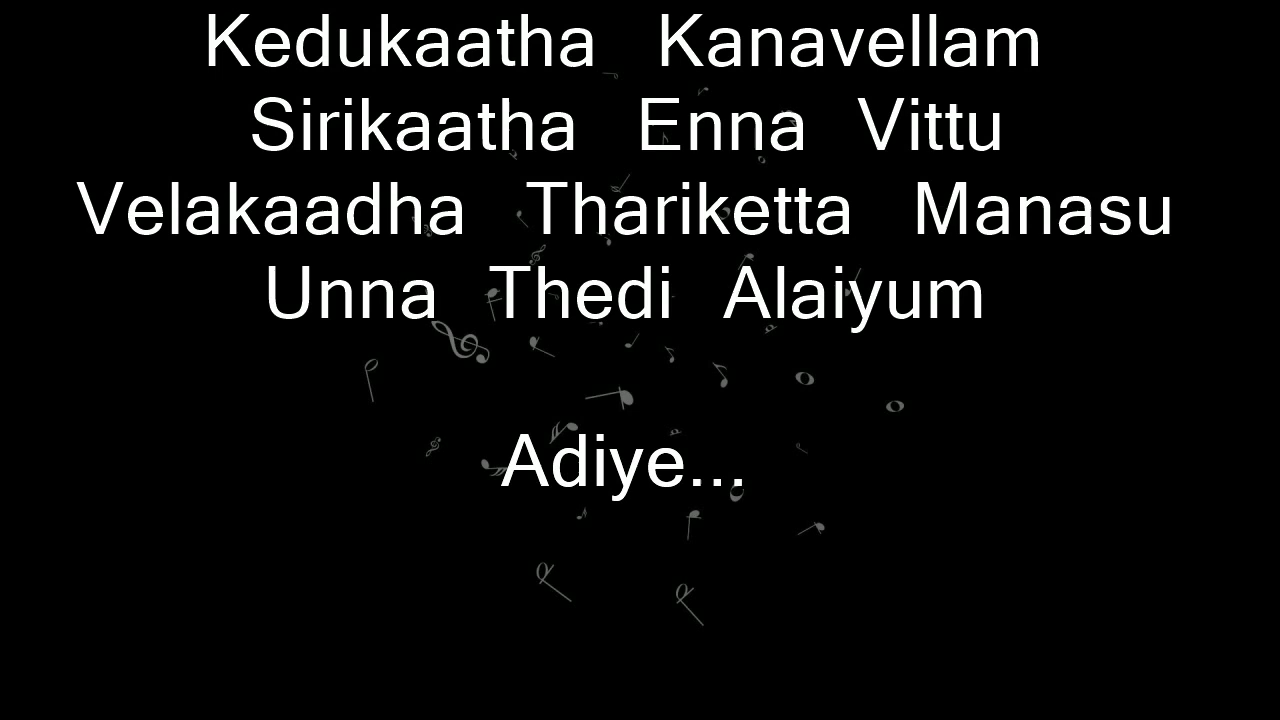 Kedukaatha Kanavellam
Sirikaatha Enna Vittu
Velakaadha Thariketta Manasu
Unna Thedi Alaiyum
Adiye...